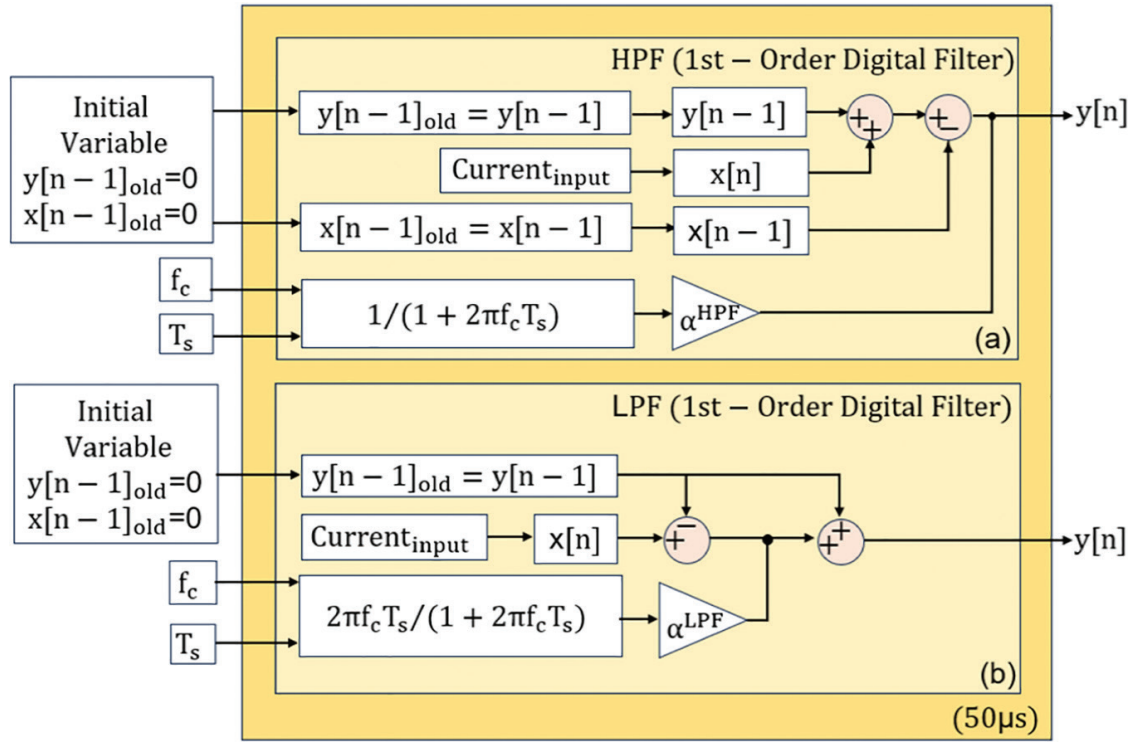 HPF (1st − Order Digital Filter)
Initial
Variable
y[n − 1]old=0
x[n − 1]old=0
y[n − 1]old = y[n − 1]
y[n − 1]
+
+
+
−
y[n]
Currentinput
x[n]
x[n − 1]old = x[n − 1]
x[n − 1]
fc
Ts
1/(1 + 2πfcTs)
αHPF
(a)
LPF (1st − Order Digital Filter)
Initial
Variable
y[n − 1]old=0
x[n − 1]old=0
y[n − 1]old = y[n − 1]
Currentinput
x[n]
−
+
+
+
y[n]
fc
Ts
2πfcTs/(1 + 2πfcTs)
αLPF
(b)
(50μs)